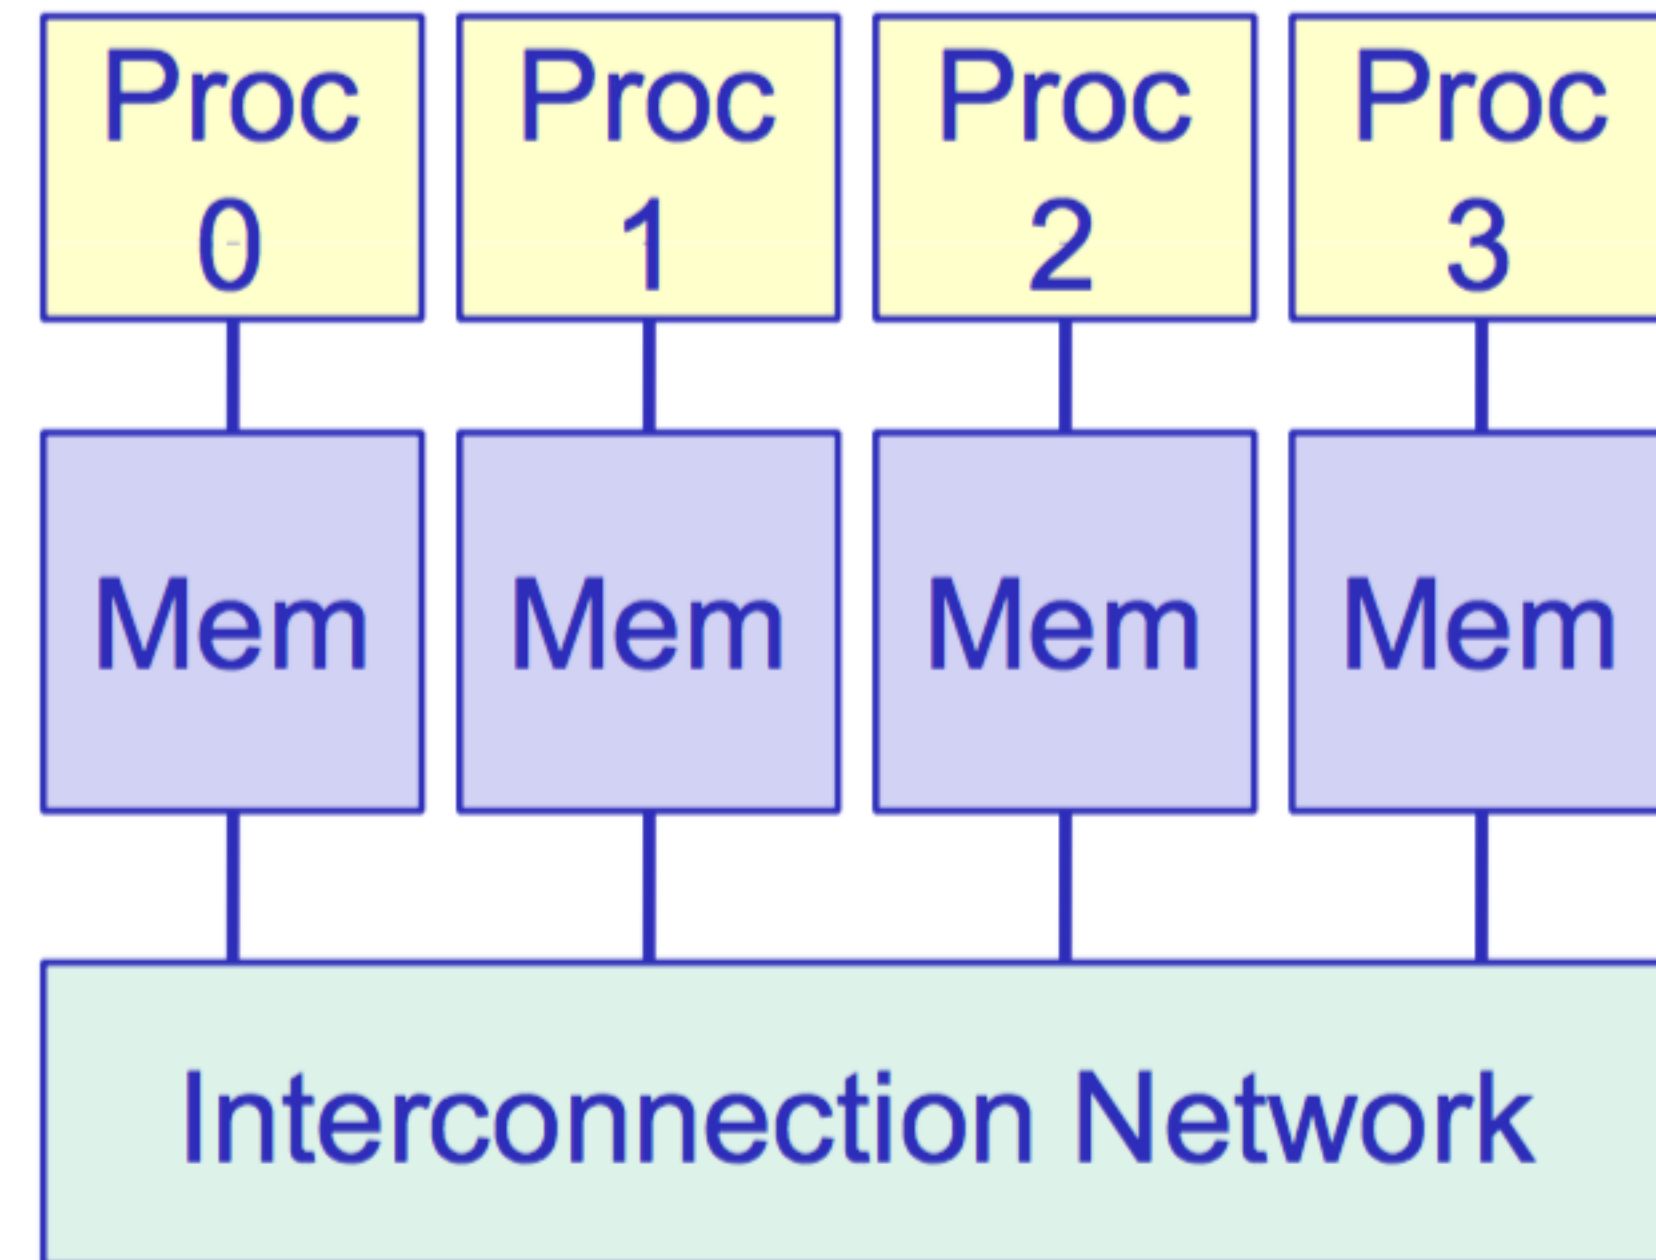 Proc Proc Proc Proc
0 1 2 3
Mem Mem Mem Mem
Interconnection Network